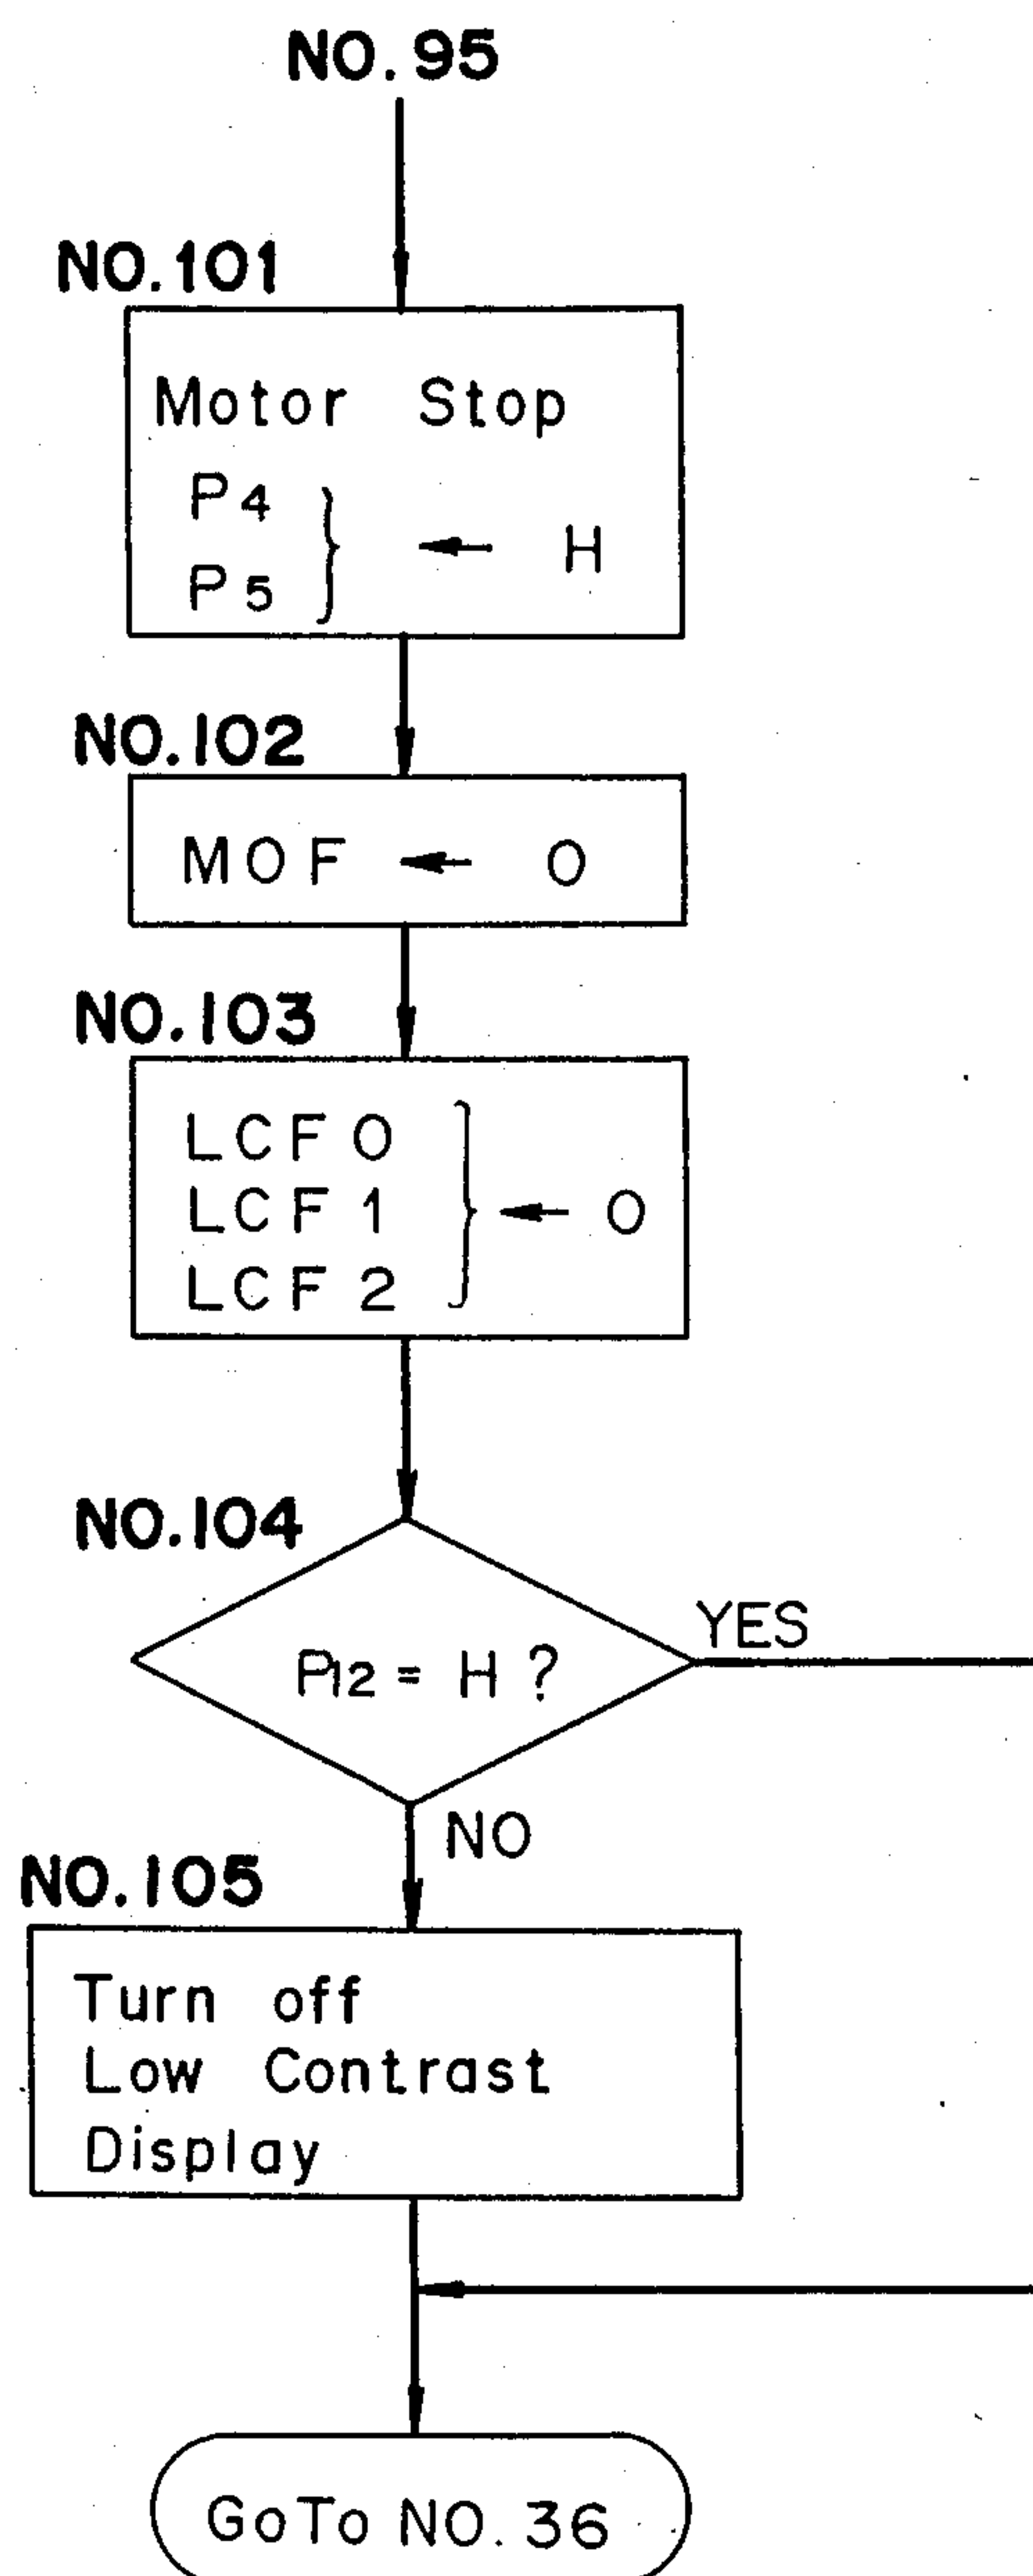 NO. 95
NO. 101
Motor Stop
P4
P5
} ← H
NO. 102
MOF ← 0
NO. 103
LCF 0
LCF 1
LCF 2
} ← 0
NO. 104
P12 = H ?
YES
NO
NO. 105
Turn off
Low Contrast
Display
GoTo NO. 36